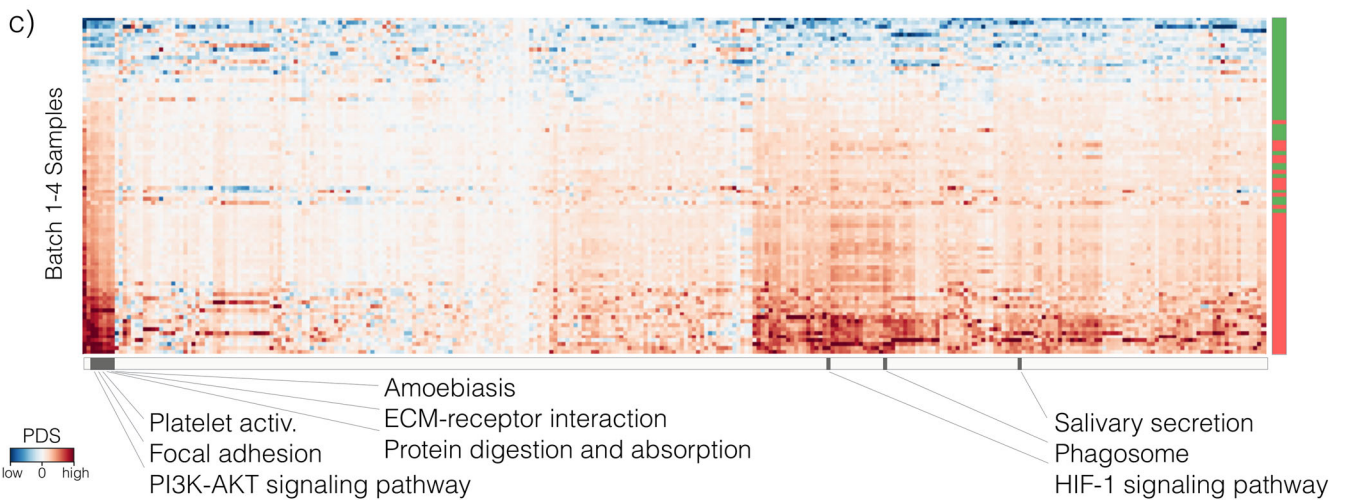 c)
Batch 1-4 Samples
Amoebiasis
ECM-receptor interaction
Protein digestion and absorption
Platelet activ.
Focal adhesion
PI3K-AKT signaling pathway
Salivary secretion
Phagosome
HIF-1 signaling pathway
PDS
low 0 high